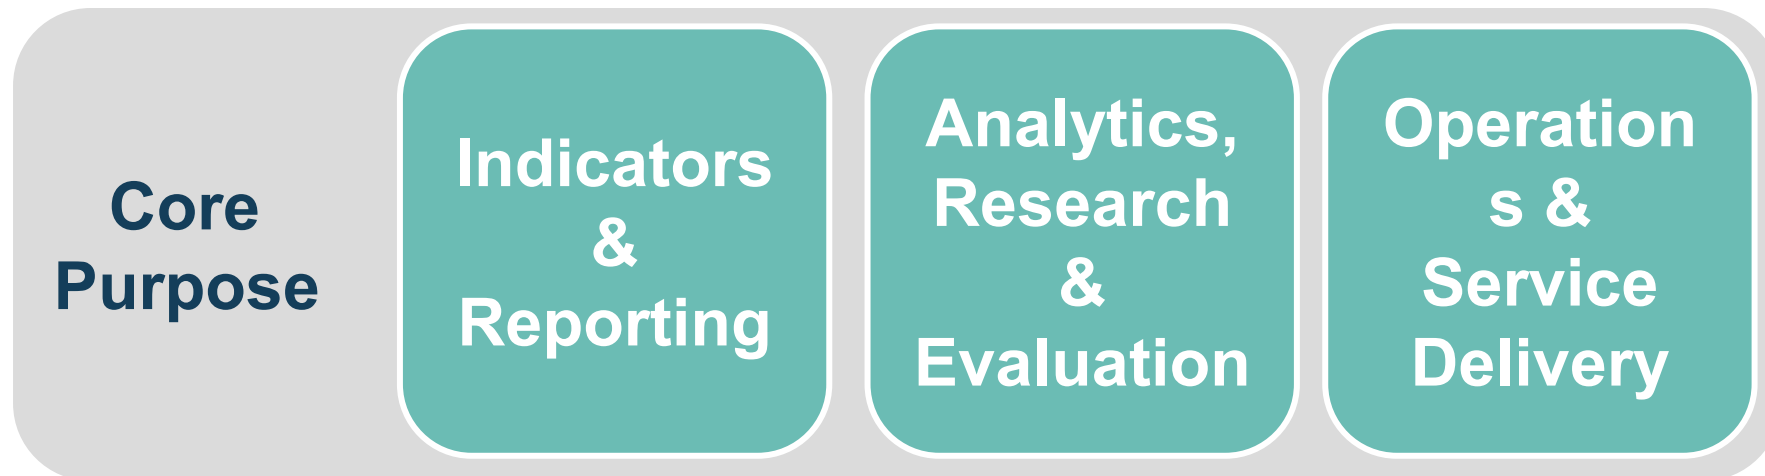 Core
Purpose
Indicators
&
Reporting
Analytics,
Research
&
Evaluation
Operation
s &
Service
Delivery